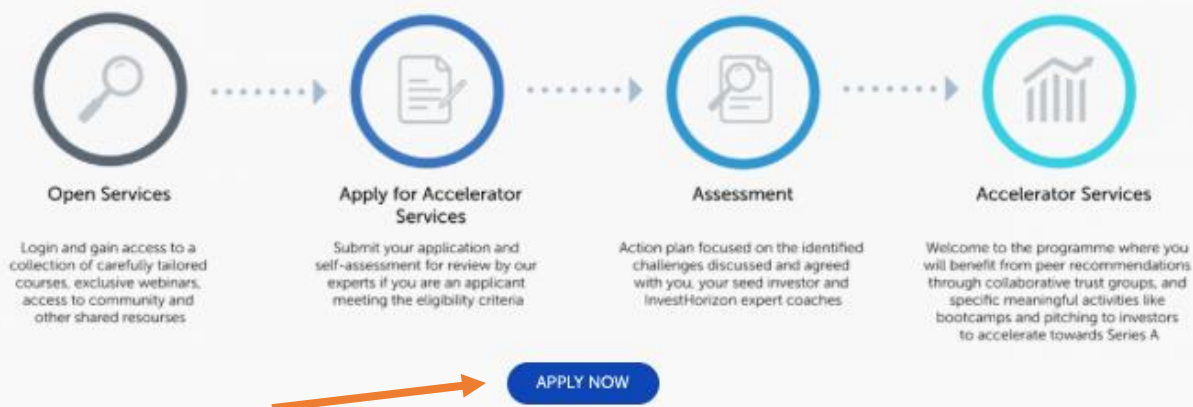 Open Services
Login and gain access to a
collection of carefully tailored
courses, exclusive webinars,
access to community and
other shared resourses
Apply for Accelerator
Services
Submit your application and
self-assessment for review by our
experts if you are an applicant
meeting the eligibility criteria
Assessment
Action plan focused on the identified
challenges discussed and agreed
with you, your seed investor and
InvestHorizon expert coaches
Accelerator Services
Welcome to the programme where you
will benefit from peer recommendations
through collaborative trust groups, and
specific meaningful activities like
bootcamps and pitching to investors
to accelerate towards Series A
APPLY NOW